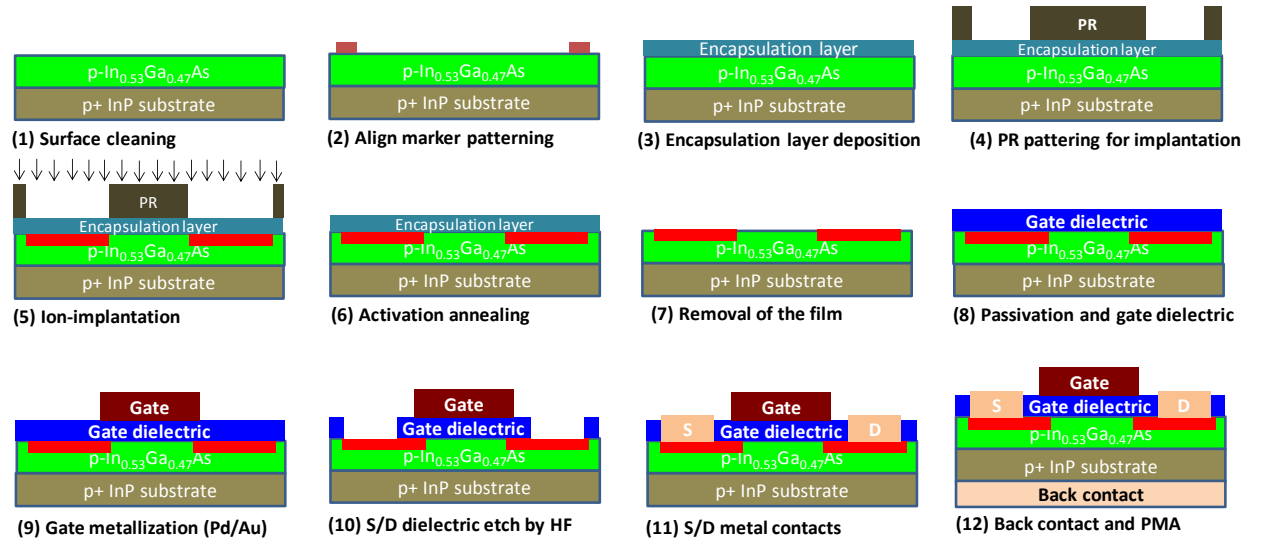 p-In0.53Ga0.47As
p+ InP substrate
(1) Surface cleaning
p-In0.53Ga0.47As
p+ InP substrate
(2) Align marker patterning
Encapsulation layer
p-In0.53Ga0.47As
p+ InP substrate
(3) Encapsulation layer deposition
PR
Encapsulation layer
p-In0.53Ga0.47As
p+ InP substrate
(4) PR pattering for implantation
PR
Encapsulation layer
p-In0.53Ga0.47As
p+ InP substrate
(5) Ion-implantation
Encapsulation layer
p-In0.53Ga0.47As
p+ InP substrate
(6) Activation annealing
p-In0.53Ga0.47As
p+ InP substrate
(7) Removal of the film
Gate dielectric
p-In0.53Ga0.47As
p+ InP substrate
(8) Passivation and gate dielectric
Gate
Gate dielectric
p-In0.53Ga0.47As
p+ InP substrate
(9) Gate metallization (Pd/Au)
Gate
Gate dielectric
p-In0.53Ga0.47As
p+ InP substrate
(10) S/D dielectric etch by HF
Gate
S Gate dielectric D
p-In0.53Ga0.47As
p+ InP substrate
(11) S/D metal contacts
Gate
S Gate dielectric D
p-In0.53Ga0.47As
p+ InP substrate
Back contact
(12) Back contact and PMA